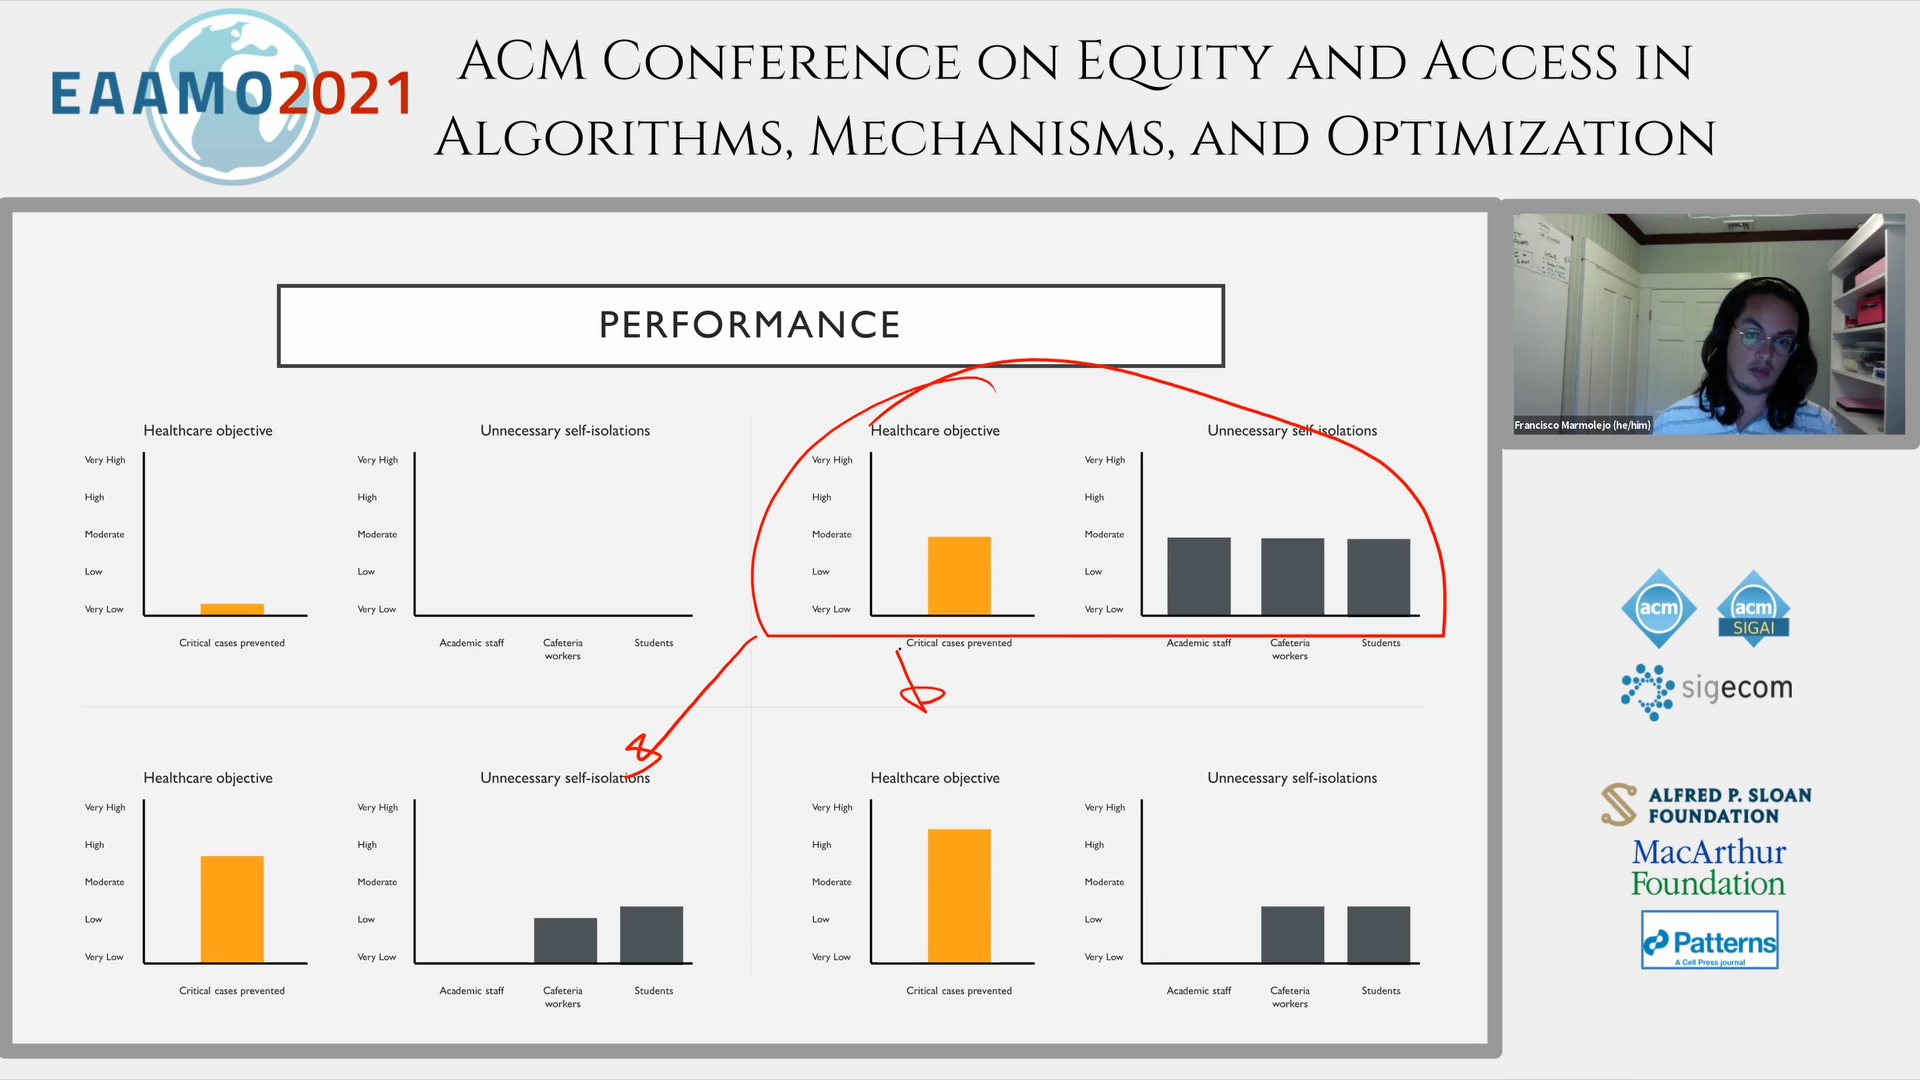 EAAMO2021
ACM Conference on Equity and Access in
Algorithms, Mechanisms, and Optimization
PERFORMANCE
Healthcare objective
Very High
High
Moderate
Low
Very Low
Critical cases prevented
Unnecessary self-isolations
Very High
High
Moderate
Low
Very Low
Academic staff
Cafeteria
workers
Students
Healthcare objective
Very High
High
Moderate
Low
Very Low
Critical cases prevented
Unnecessary self-isolations
Very High
High
Moderate
Low
Very Low
Academic staff
Cafeteria
workers
Students
Healthcare objective
Very High
High
Moderate
Low
Very Low
Critical cases prevented
Unnecessary self-isolations
Very High
High
Moderate
Low
Very Low
Academic staff
Cafeteria
workers
Students
Healthcare objective
Very High
High
Moderate
Low
Very Low
Critical cases prevented
Unnecessary self-isolations
Very High
High
Moderate
Low
Very Low
Academic staff
Cafeteria
workers
Students
Francisco Marmolejo (he/him)
acm
acm
SIGAI
sigecom
ALFRED P. SLOAN
FOUNDATION
MacArthur
Foundation
Patterns
A Cell Press journal